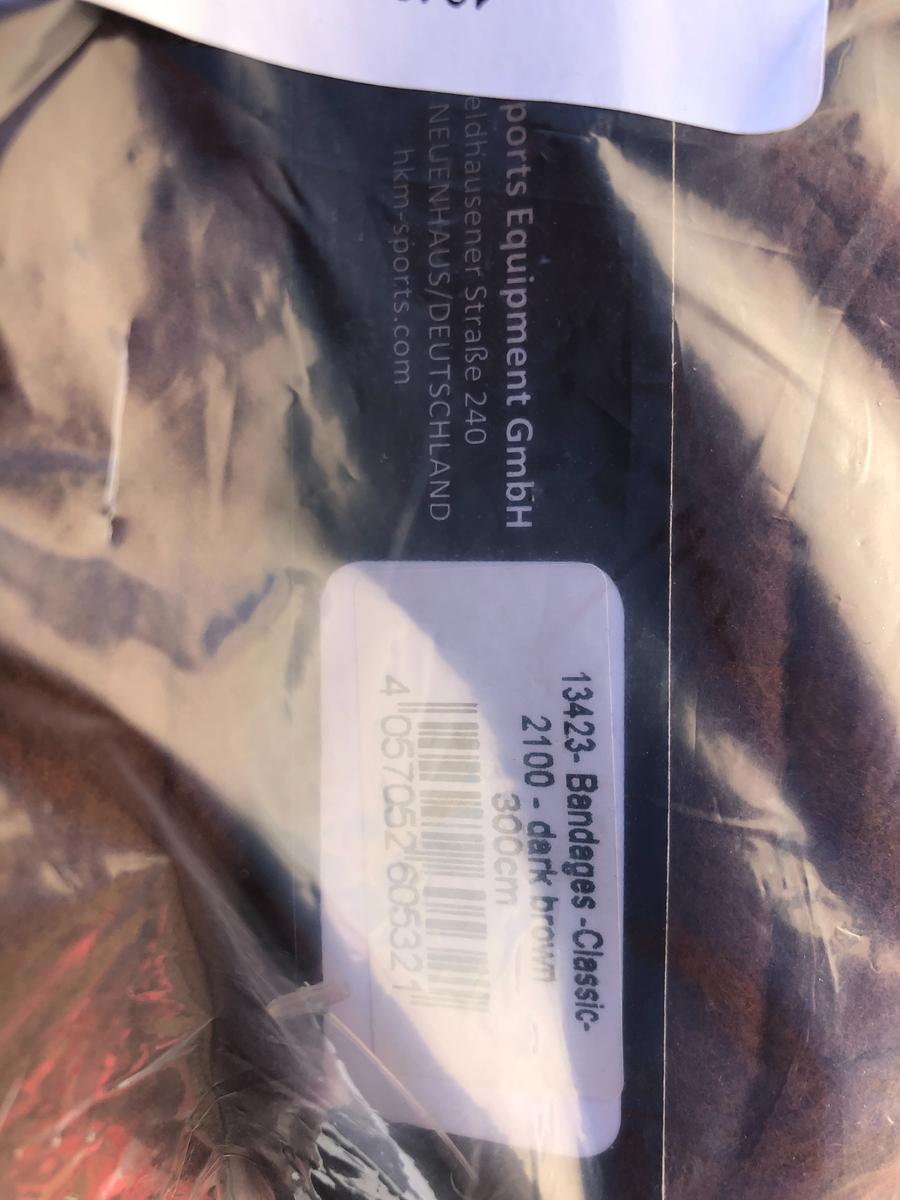 ports Equipment GmbH
eldhausener Straße 240
NEUENHAUS/DEUTSCHLAND
hkm-sports.com
13423- Bandages -Classic-
2100 - dark brown
300cm
4 057052 605321